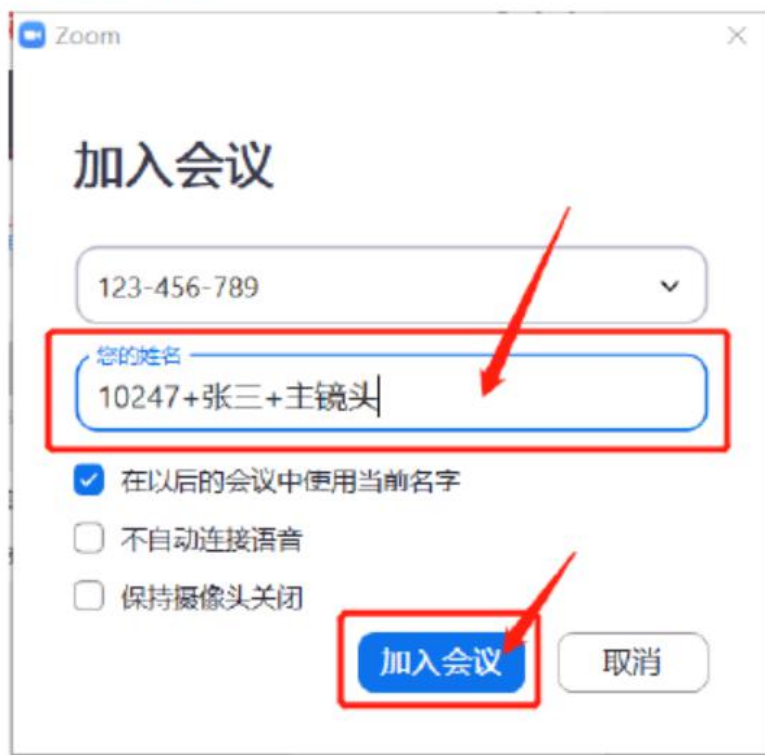 Zoom
加入会议
123-456-789
您的姓名
10247+张三+主镜头
在以后的会议中使用当前名字
不自动连接语音
保持摄像头关闭
加入会议 取消